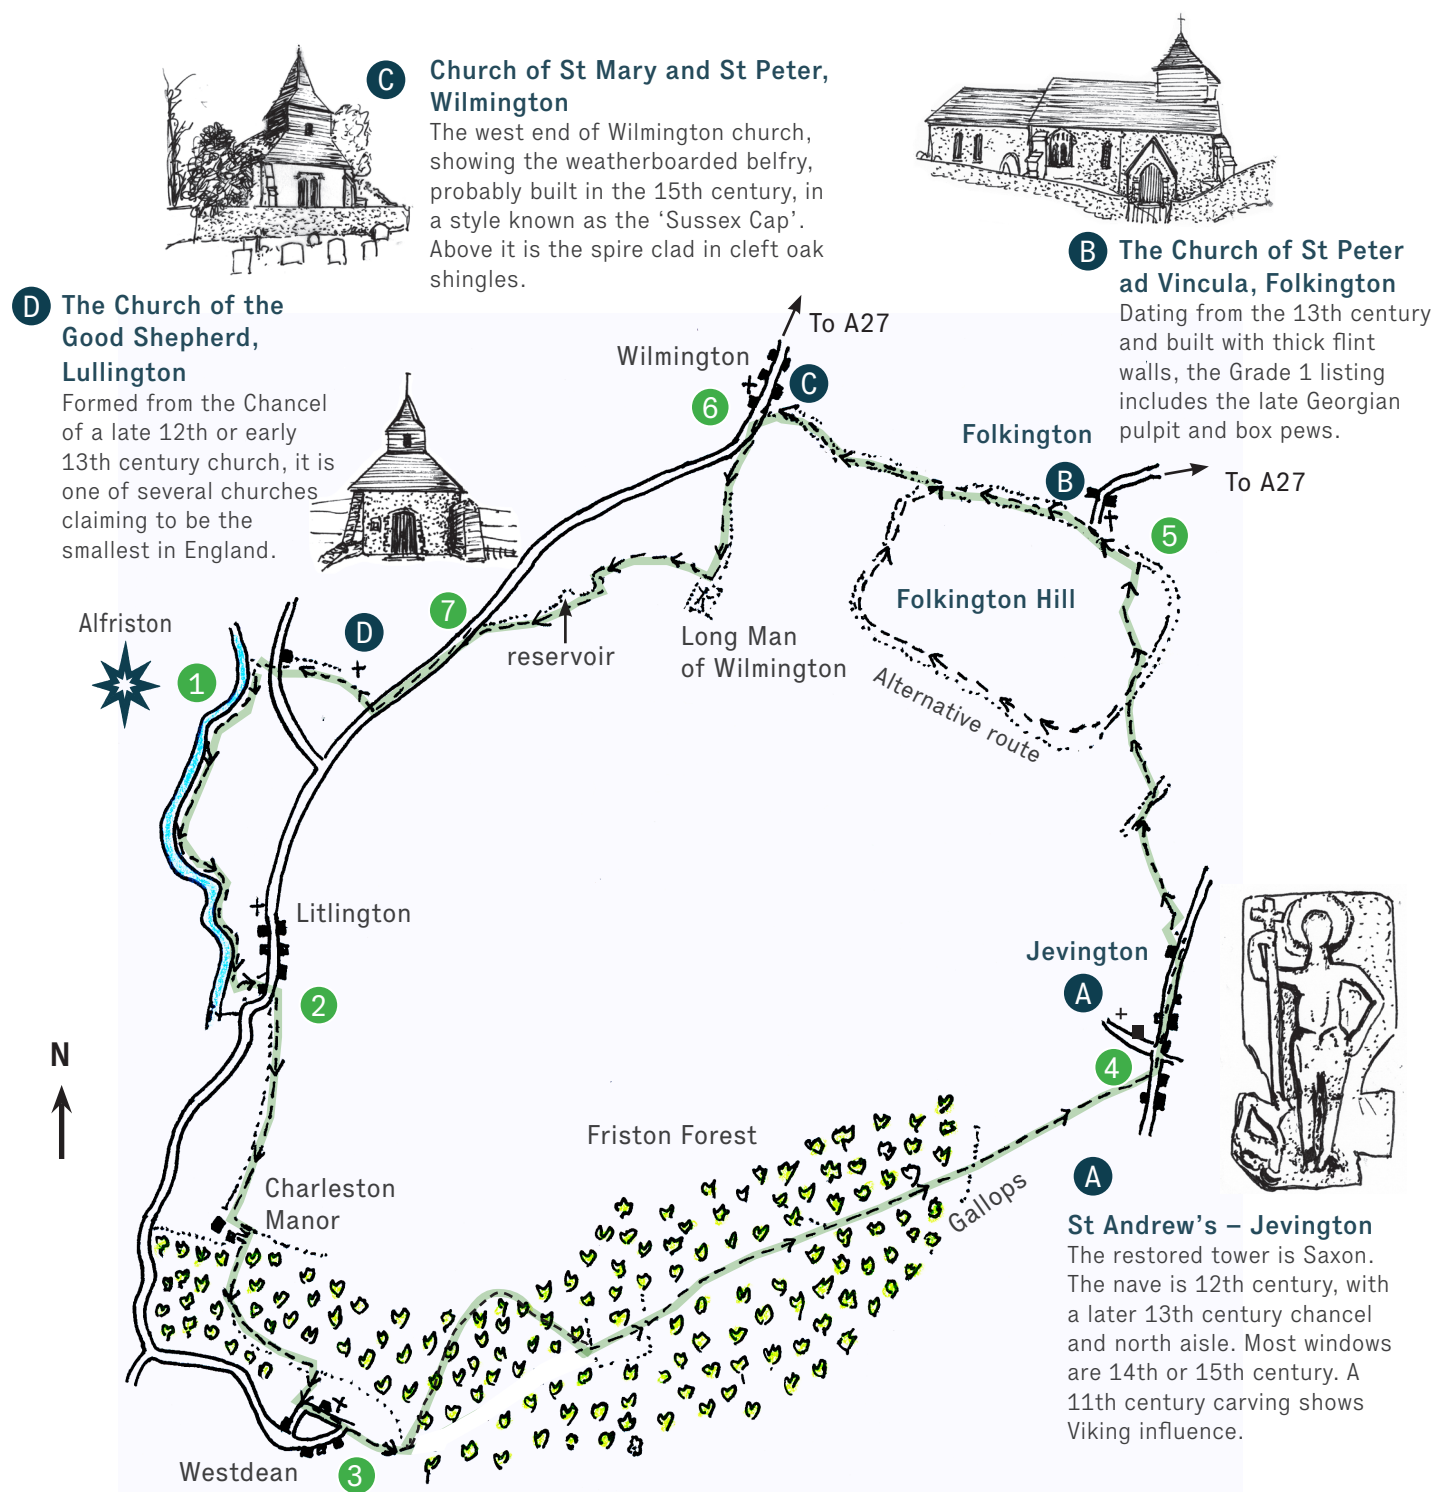 C
Church of St Mary and St Peter,
Wilmington
The west end of Wilmington church,
showing the weatherboarded belfry,
probably built in the 15th century, in
a style known as the ‘Sussex Cap’.
Above it is the spire clad in cleft oak
shingles.
B
The Church of St Peter
ad Vincula, Folkington
Dating from the 13th century
and built with thick flint
walls, the Grade 1 listing
includes the late Georgian
pulpit and box pews.
D
The Church of the
Good Shepherd,
Lullington
Formed from the Chancel
of a late 12th or early
13th century church, it is
one of several churches
claiming to be the
smallest in England.
To A27
Wilmington
C
6
Folkington
B
To A27
5
Folkington Hill
Alternative route
7
reservoir
Long Man
of Wilmington
D
Alfriston
1
Litlington
2
Jevington
A
4
N
Friston Forest
Gallops
Charleston
Manor
Westdean
3
A
St Andrew’s – Jevington
The restored tower is Saxon.
The nave is 12th century, with
a later 13th century chancel
and north aisle. Most windows
are 14th or 15th century. A
11th century carving shows
Viking influence.